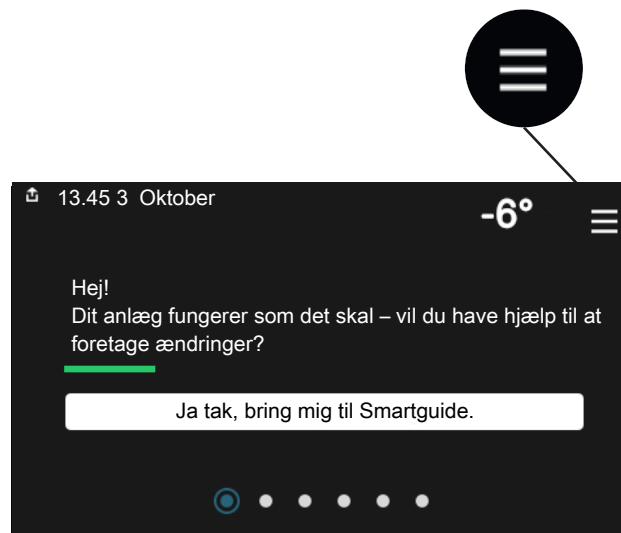 13.45 3 Oktober
-6°
Hej!
Dit anlæg fungerer som det skal – vil du have hjælp til at
foretage ændringer?
Ja tak, bring mig til Smartguide.